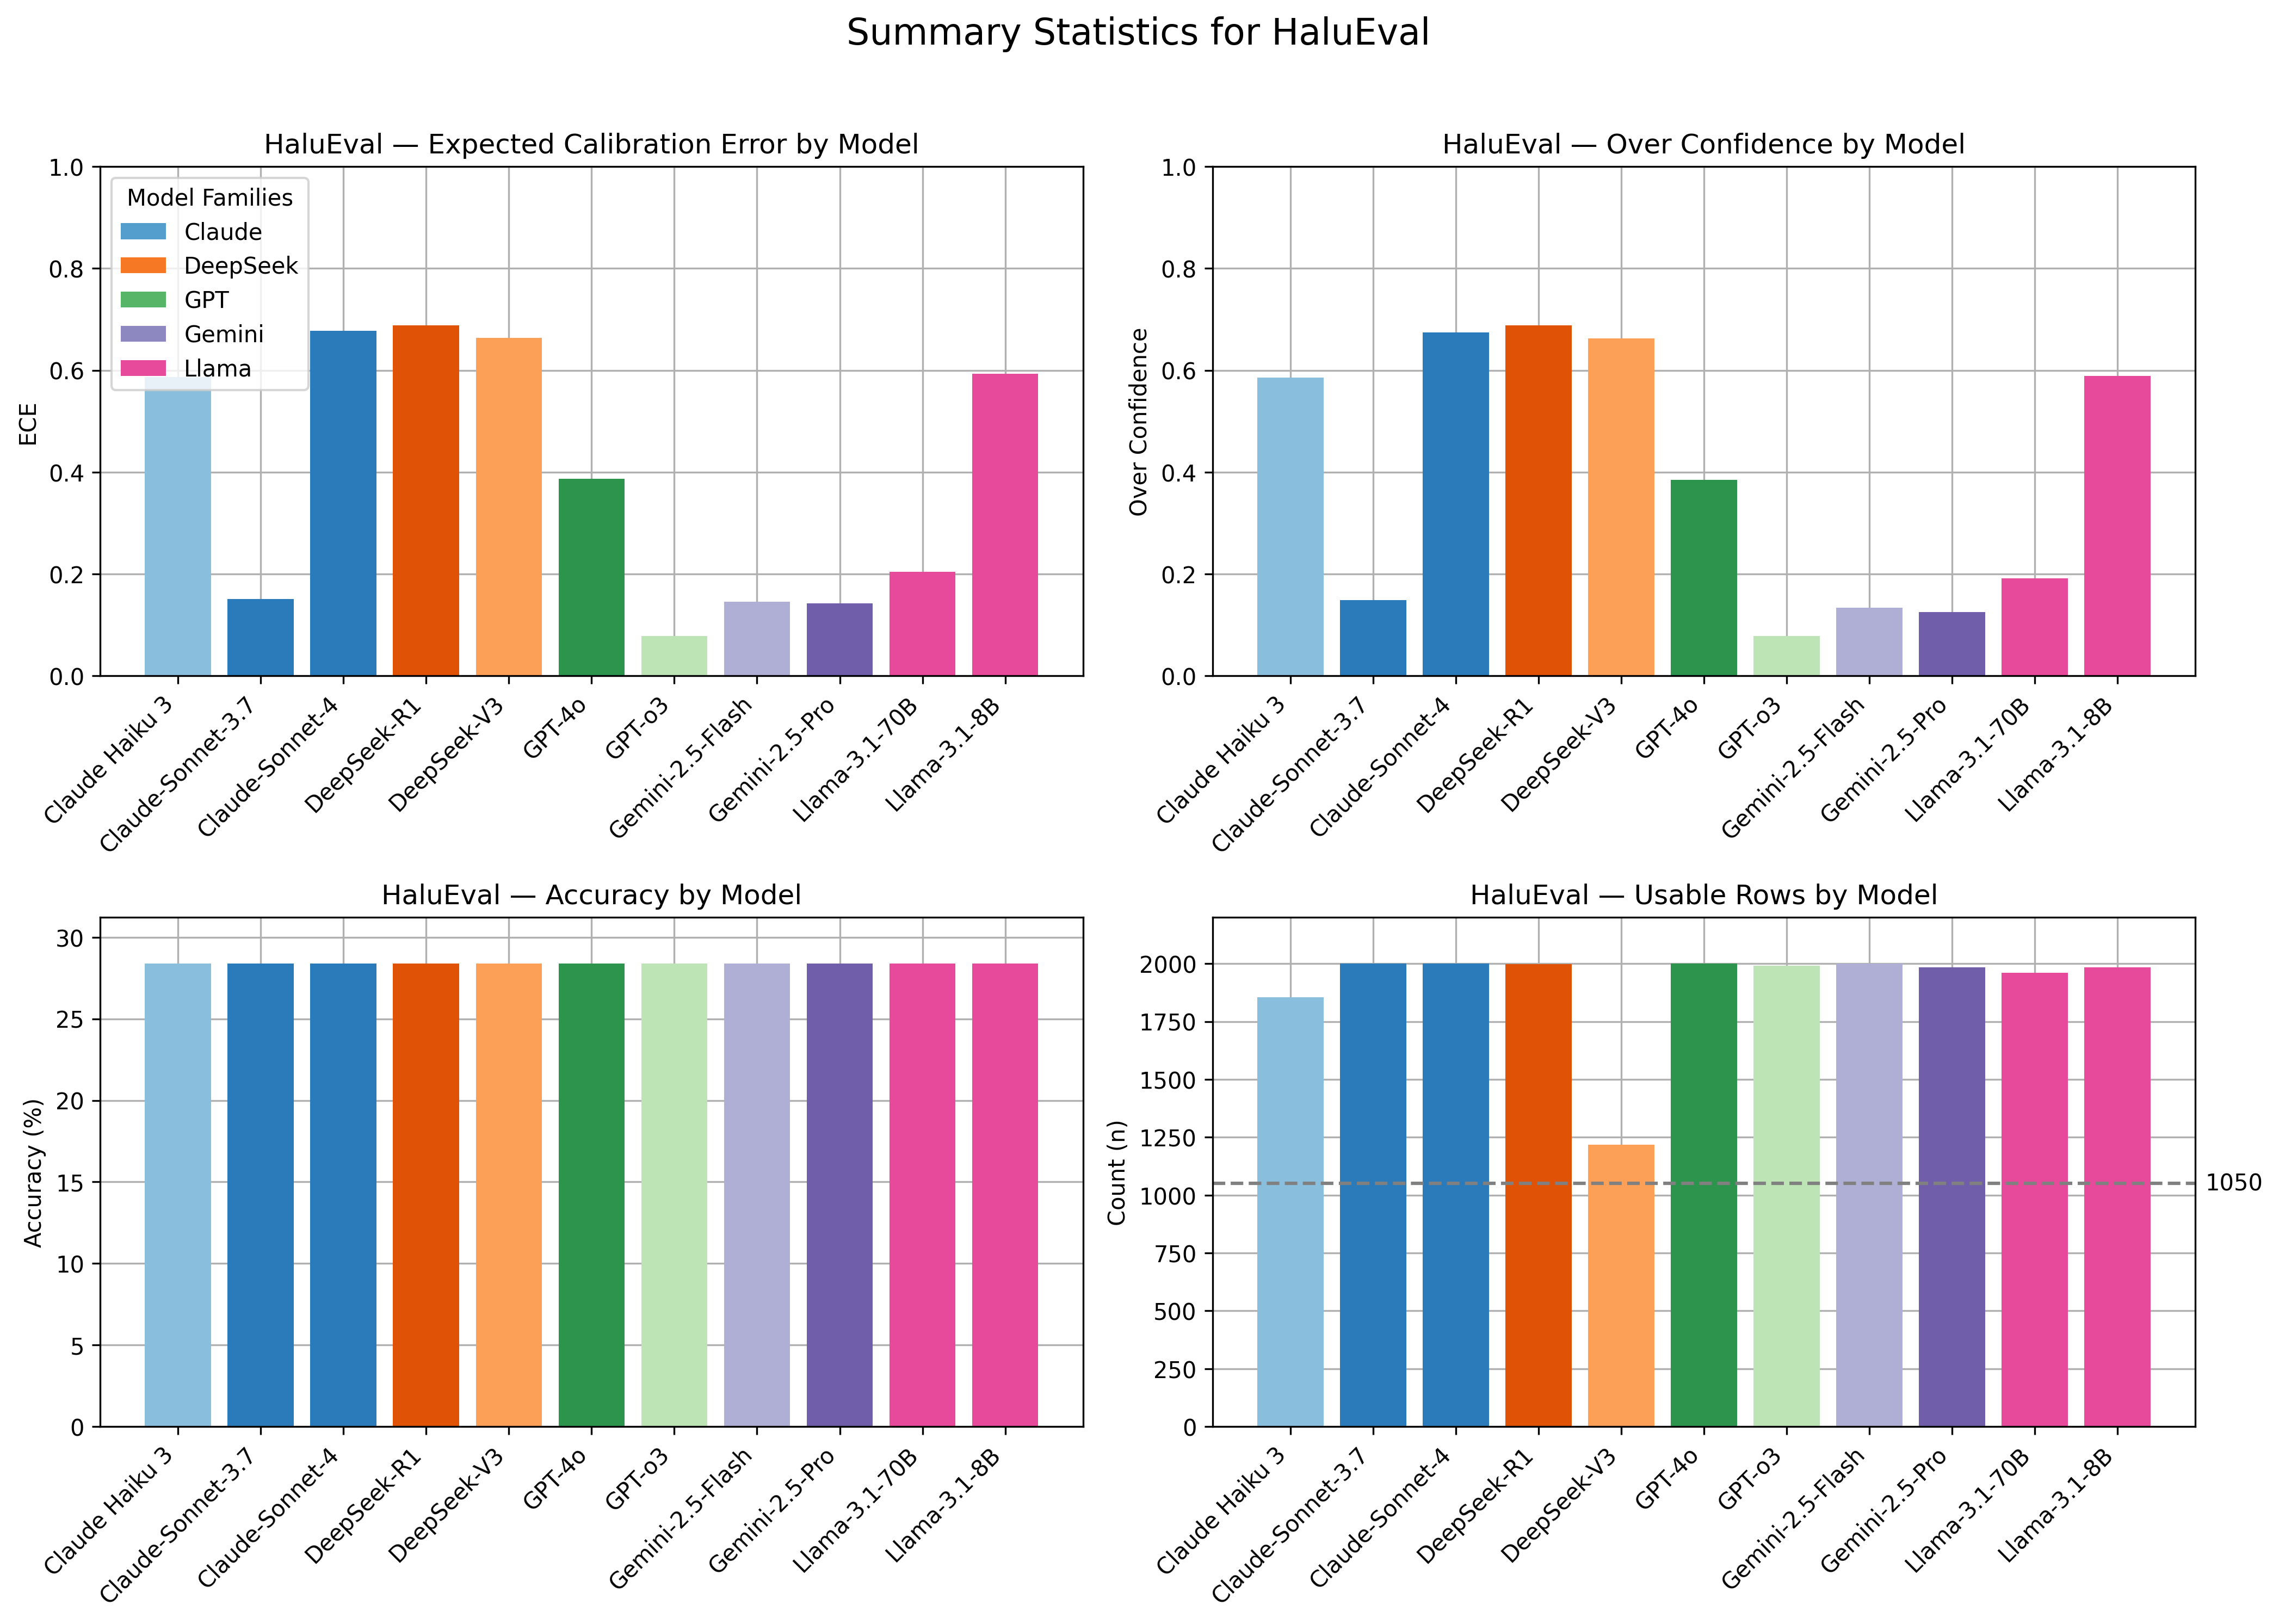 Summary Statistics for HaluEval
HaluEval — Expected Calibration Error by Model
1.0
0.8
0.6
0.4
0.2
0.0
ECE
Model Families
Claude
DeepSeek
GPT
Gemini
Llama
Claude Haiku 3
Claude-Sonnet-3.7
Claude-Sonnet-4
DeepSeek-R1
DeepSeek-V3
GPT-4o
GPT-o3
Gemini-2.5-Flash
Gemini-2.5-Pro
Llama-3.1-70B
Llama-3.1-8B
HaluEval — Over Confidence by Model
1.0
0.8
0.6
0.4
0.2
0.0
Over Confidence
Claude Haiku 3
Claude-Sonnet-3.7
Claude-Sonnet-4
DeepSeek-R1
DeepSeek-V3
GPT-4o
GPT-o3
Gemini-2.5-Flash
Gemini-2.5-Pro
Llama-3.1-70B
Llama-3.1-8B
HaluEval — Accuracy by Model
30
25
20
15
10
5
0
Accuracy (%)
Claude Haiku 3
Claude-Sonnet-3.7
Claude-Sonnet-4
DeepSeek-R1
DeepSeek-V3
GPT-4o
GPT-o3
Gemini-2.5-Flash
Gemini-2.5-Pro
Llama-3.1-70B
Llama-3.1-8B
HaluEval — Usable Rows by Model
2000
1750
1500
1250
1000
750
500
250
0
Count (n)
1050
Claude Haiku 3
Claude-Sonnet-3.7
Claude-Sonnet-4
DeepSeek-R1
DeepSeek-V3
GPT-4o
GPT-o3
Gemini-2.5-Flash
Gemini-2.5-Pro
Llama-3.1-70B
Llama-3.1-8B